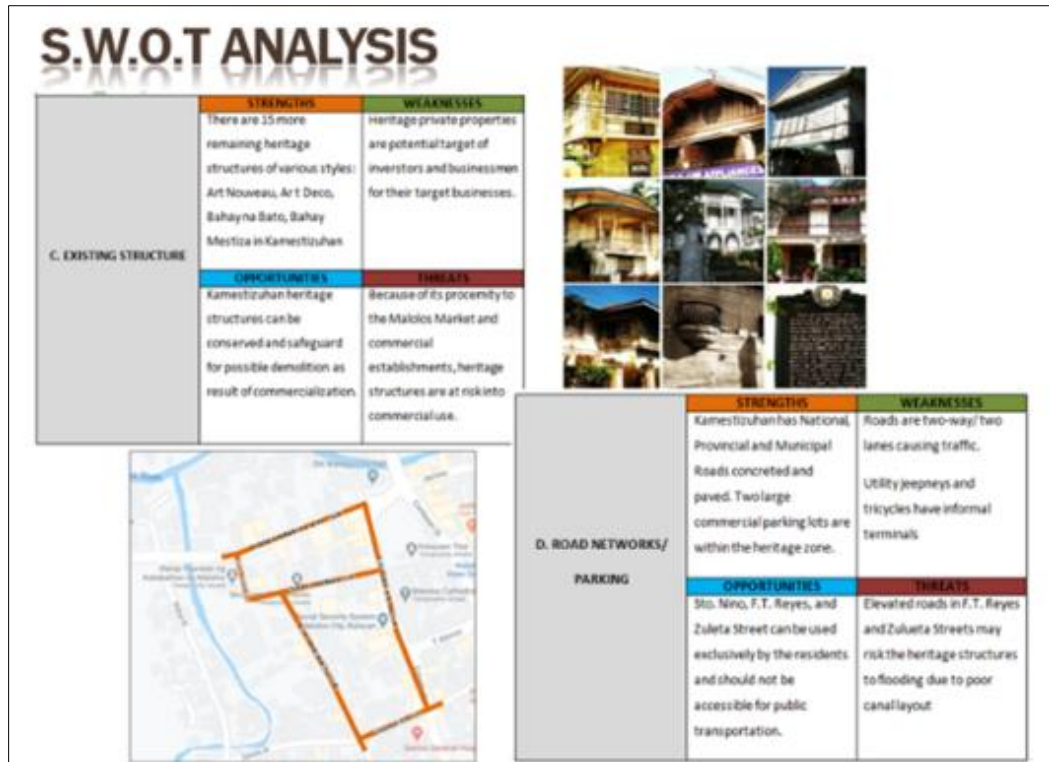 S.W.O.T ANALYSIS
STRENGTHS
WEAKNESSES
C. EXISTING STRUCTURE
There are 15 more
remaining heritage
structures of various styles:
Art Nouveau, Art Deco,
Bahay na Bato, Bahay
Mestiza in Kamestizuhan
Heritage private properties
are potential target of
inverstors and businessmen
for their target businesses.
OPPORTUNITIES
THREATS
Kamestizuhan heritage
structures can be
conserved and safeguard
for possible demolition as
result of commercialization.
Because of its procemity to
the Malolos Market and
commercial
establishments, heritage
structures are at risk into
commercial use.
APPLIANCES
STRENGTHS
WEAKNESSES
D. ROAD NETWORKS/
PARKING
Kamestizuhan has National,
Provincial and Municipal
Roads concreted and
paved. Two large
commercial parking lots are
within the heritage zone.
Roads are two-way/ two
lanes causing traffic.
Utility jeepneys and
tricycles have informal
terminals
OPPORTUNITIES
THREATS
Sto. Nino, F.T. Reyes, and
Zuleta Street can be used
exclusively by the residents
and should not be
accessible for public
transportation.
Elevated roads in F.T. Reyes
and Zulueta Streets may
risk the heritage structures
to flooding due to poor
canal layout
Social Security System